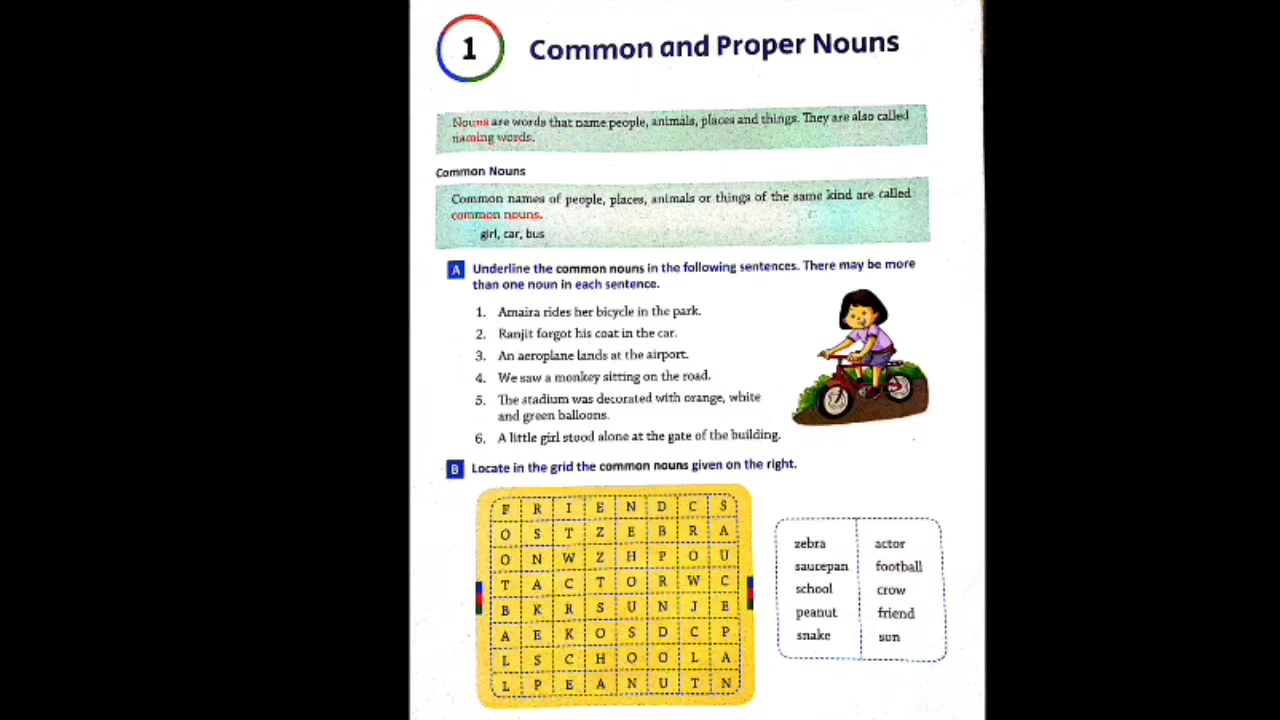 1
Common and Proper Nouns
Nouns are words that name people, animals, places and things. They are also called
naming words.
Common Nouns
Common names of people, places, animals or things of the same kind are called
common nouns.
girl, car, bus
A Underline the common nouns in the following sentences. There may be more
than one noun in each sentence.
1. Amaira rides her bicycle in the park.
2. Ranjit forgot his coat in the car.
3. An aeroplane lands at the airport.
4. We saw a monkey sitting on the road.
5. The stadium was decorated with orange, white
and green balloons.
6. A little girl stood alone at the gate of the building.
B Locate in the grid the common nouns given on the right.
F R I E N D C S
O S T Z E B R A
O N W Z H P O U
T A C T O R W C
B K R S U N J E
A E K O S D C P
L S C H O O L A
L P E A N U T N
zebra actor
saucepan football
school crow
peanut friend
snake sun